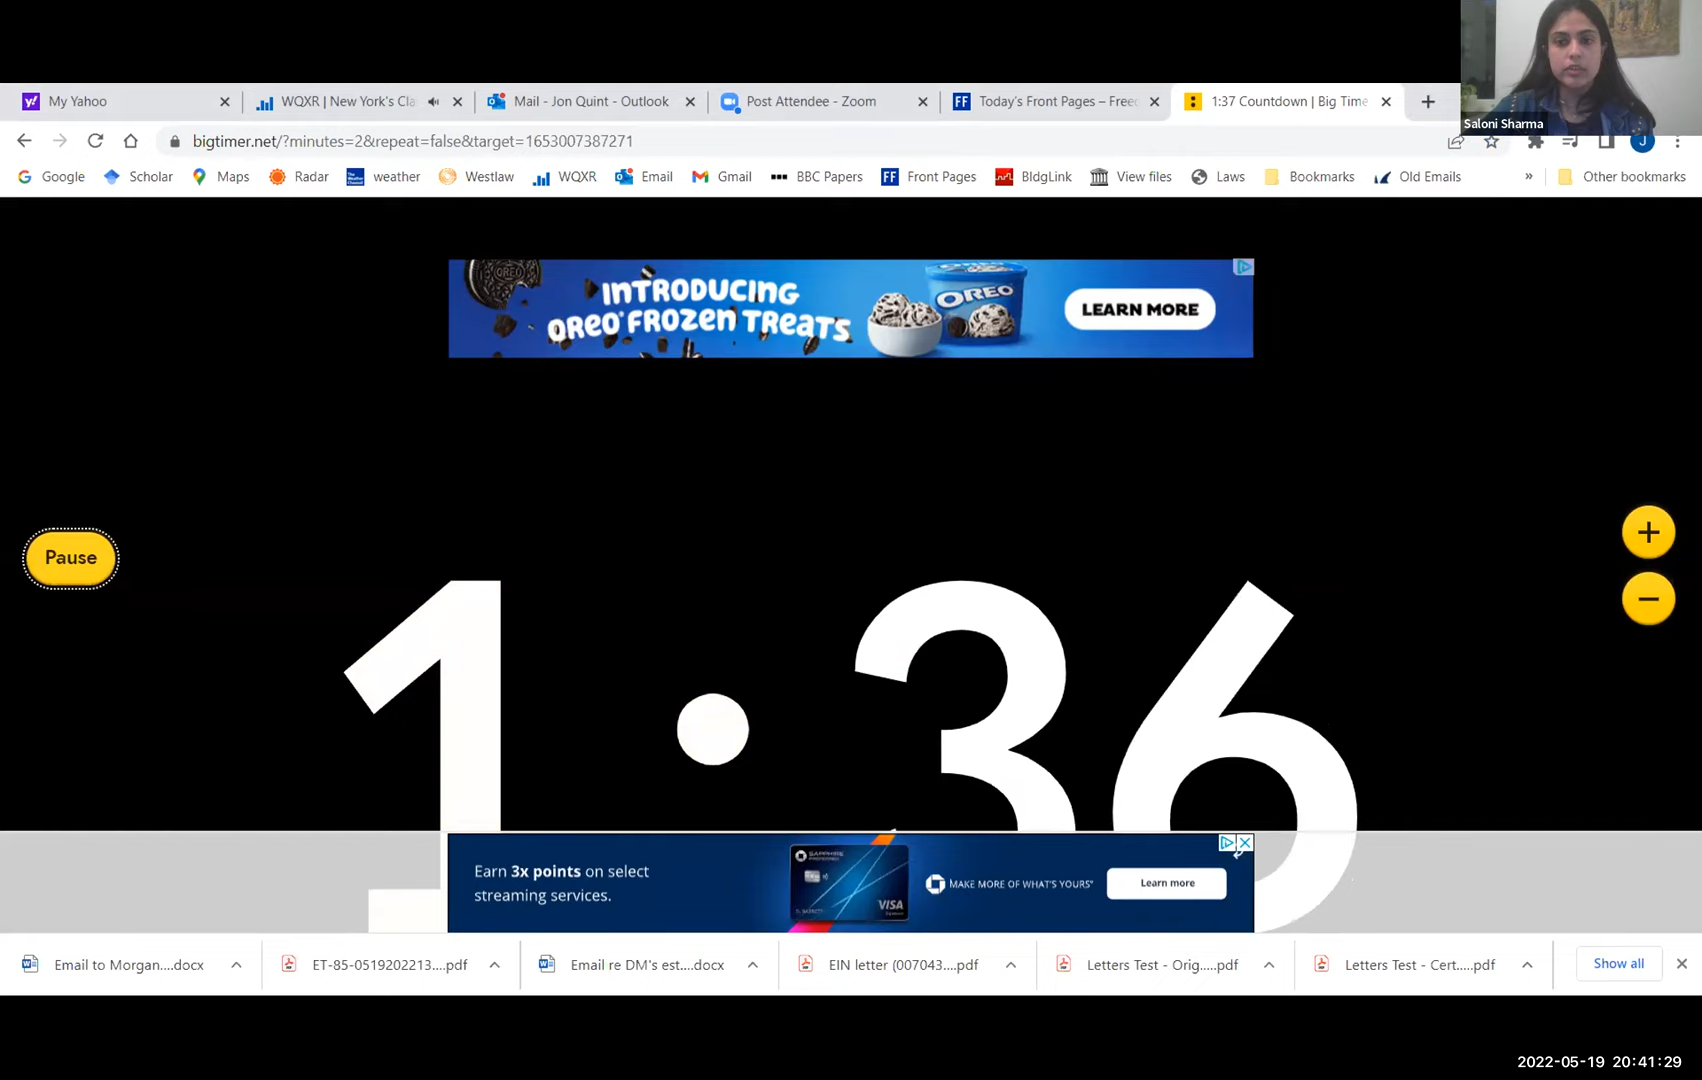 Saloni Sharma
My Yahoo
WQXR | New York's Cla
Mail - Jon Quint - Outlook
Post Attendee - Zoom
Today's Front Pages – Freed
1:37 Countdown | Big Time
bigtimer.net/?minutes=2&repeat=false&target=1653007387271
J
Google
Scholar
Maps
Radar
weather
Westlaw
WQXR
Email
Gmail
BBC Papers
FF
Front Pages
BldgLink
View files
Laws
Bookmarks
Old Emails
»
Other bookmarks
INTRODUCING
OREO® FROZEN TREATS
OREO
LEARN MORE
Pause
+
−
1:36
Earn 3x points on select
streaming services.
SAPPHIRE
VISA
MAKE MORE OF WHAT'S YOURS®
Learn more
Email to Morgan....docx
ET-85-0519202213....pdf
Email re DM's est....docx
EIN letter (007043....pdf
Letters Test - Orig.....pdf
Letters Test - Cert.....pdf
Show all
2022-05-19 20:41:29